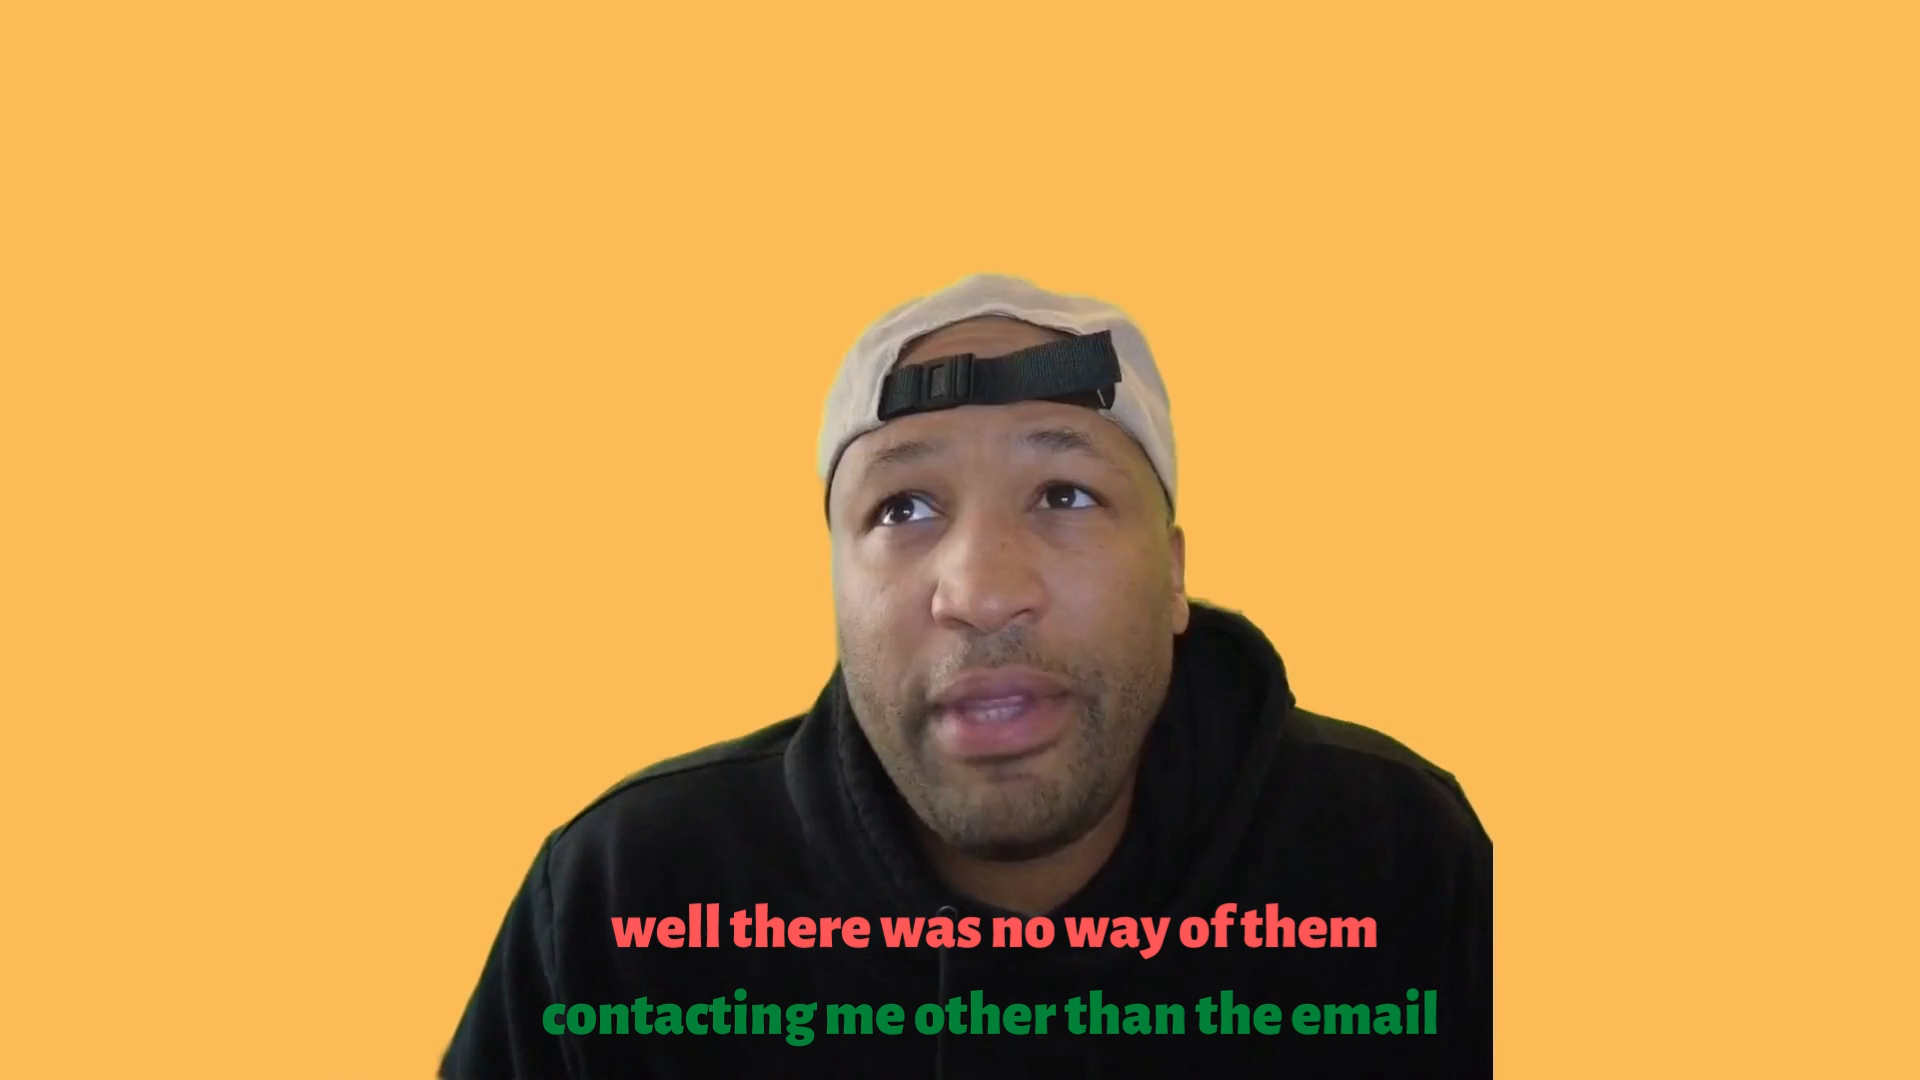 well there was no way of them
contacting me other than the email